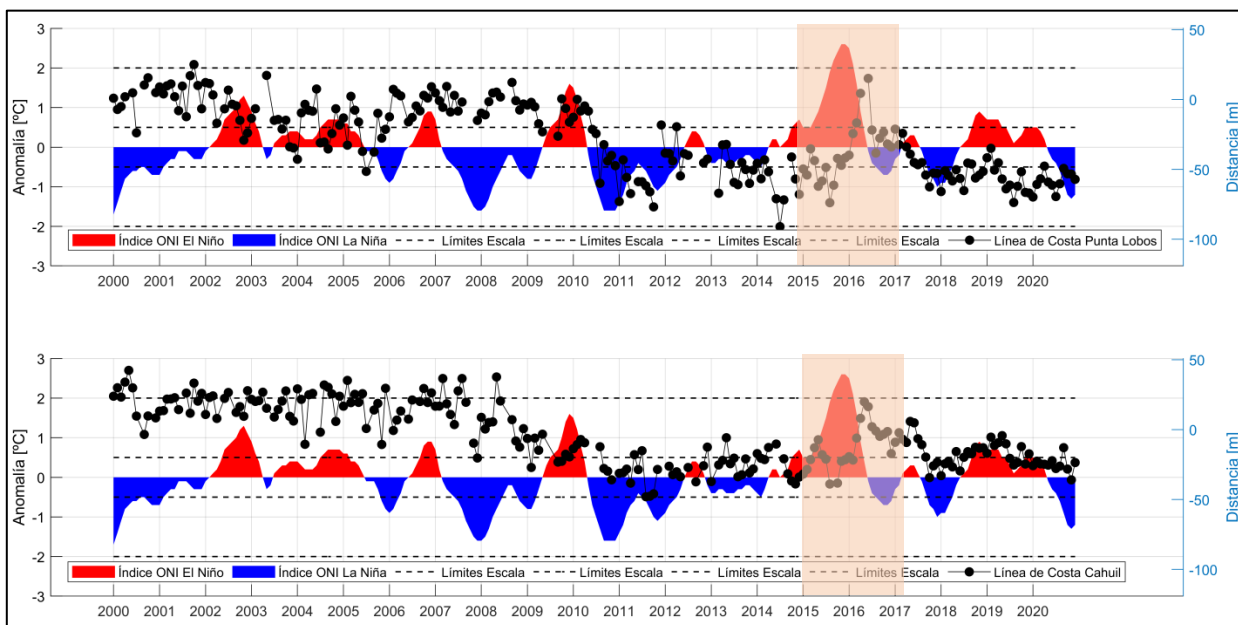 3
2
1
0
-1
-2
-3
Anomalía [ºC]
50
0
-50
-100
Distancia [m]
Índice ONI El Niño Índice ONI La Niña Límites Escala Límites Escala Límites Escala Límites Escala Línea de Costa Punta Lobos
2000 2001 2002 2003 2004 2005 2006 2007 2008 2009 2010 2011 2012 2013 2014 2015 2016 2017 2018 2019 2020
3
2
1
0
-1
-2
-3
Anomalía [ºC]
50
0
-50
-100
Distancia [m]
Índice ONI El Niño Índice ONI La Niña Límites Escala Límites Escala Límites Escala Límites Escala Línea de Costa Cahuil
2000 2001 2002 2003 2004 2005 2006 2007 2008 2009 2010 2011 2012 2013 2014 2015 2016 2017 2018 2019 2020